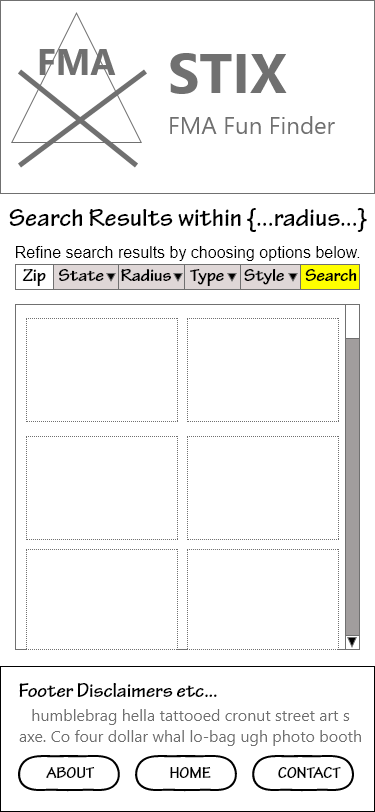 FMA
STIX
FMA Fun Finder
Search Results within {...radius...}
Refine search results by choosing options below.
Zip State Radius Type Style Search
Footer Disclaimers etc...
humblebrag hella tattooed cronut street art s
axe. Co four dollar whal lo-bag ugh photo booth
ABOUT HOME CONTACT